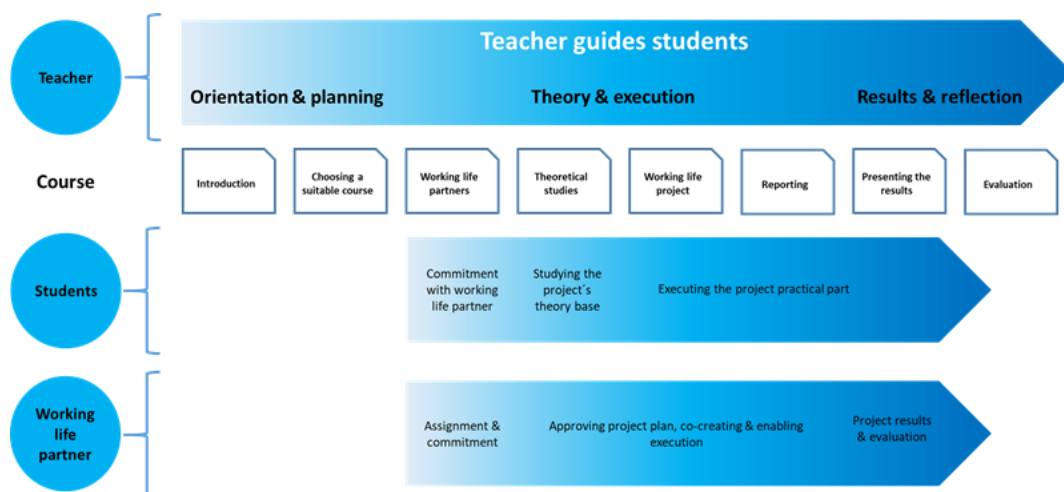 Teacher guides students
Teacher
Orientation & planning
Theory & execution
Results & reflection
Course
Introduction
Choosing a
suitable course
Working life
partners
Theoretical
studies
Working life
project
Reporting
Presenting the
results
Evaluation
Students
Commitment
with working
life partner
Studying the
project´s
theory base
Executing the project practical part
Working
life
partner
Assignment &
commitment
Approving project plan, co-creating & enabling
execution
Project results
& evaluation